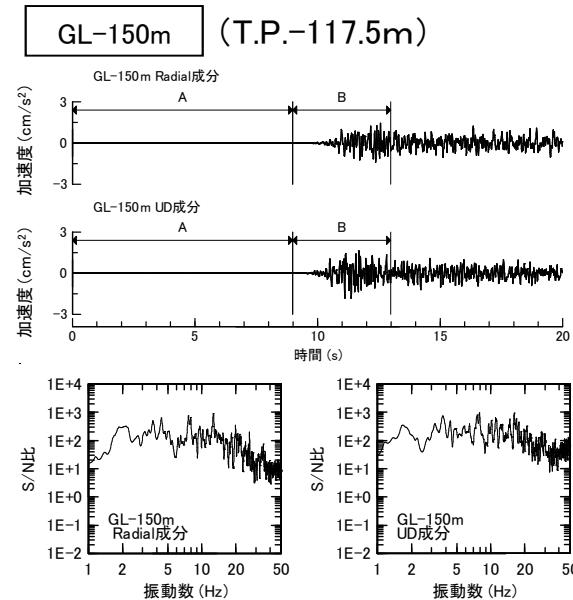 GL-150m (T.P.-117.5m)
GL-150m Radial成分
A B
3
0
-3
加速度(cm/s²)
GL-150m UD成分
A B
3
0
-3
加速度(cm/s²)
0 5 10 15 20
時間(s)
1E+4
1E+3
1E+2
1E+1
1E+0
1E-1
1E-2
S/N比
GL-150m
Radial成分
1 2 5 10 20 50
振動数(Hz)
1E+4
1E+3
1E+2
1E+1
1E+0
1E-1
1E-2
S/N比
GL-150m
UD成分
1 2 5 10 20 50
振動数(Hz)